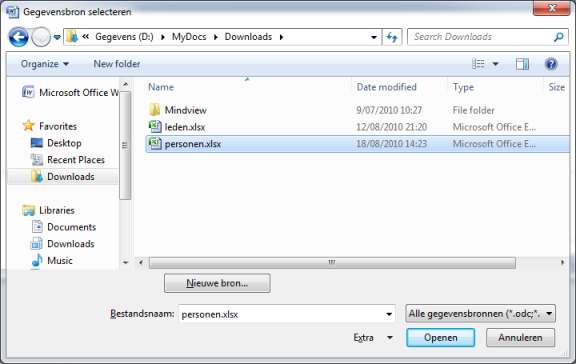 Gegevensbron selecteren
« Gegevens (D:) ▸ MyDocs ▸ Downloads ▸
Search Downloads
Organize ▾ New folder
Microsoft Office W
Favorites
Desktop
Recent Places
Downloads
Libraries
Documents
Downloads
Music
Name Date modified Type Size
Mindview 9/07/2010 10:27 File folder
leden.xlsx 12/08/2010 21:20 Microsoft Office E...
personen.xlsx 18/08/2010 14:23 Microsoft Office E...
Nieuwe bron...
Bestandsnaam: personen.xlsx Alle gegevensbronnen (*.odc;*.
Extra ▾ Openen Annuleren